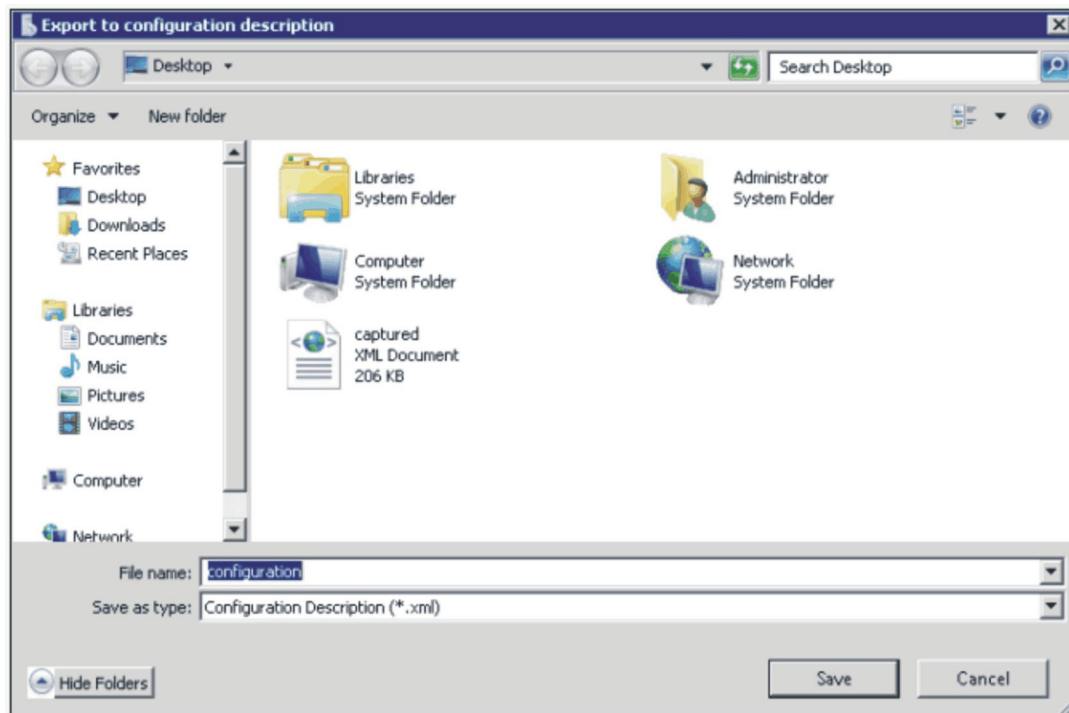 Export to configuration description
Desktop
Search Desktop
Organize
New folder
Favorites
Desktop
Downloads
Recent Places
Libraries
Documents
Music
Pictures
Videos
Computer
Network
Libraries
System Folder
Administrator
System Folder
Computer
System Folder
Network
System Folder
captured
XML Document
206 KB
File name: configuration
Save as type: Configuration Description (*.xml)
Hide Folders
Save
Cancel